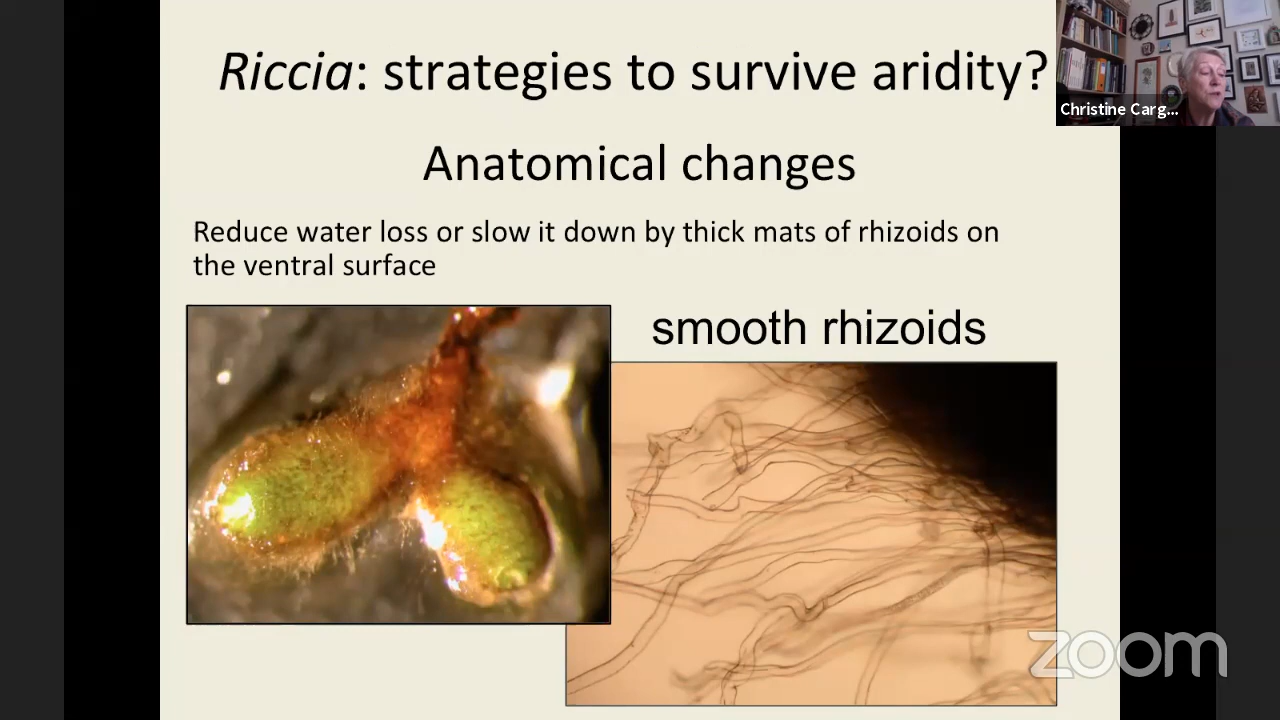 Riccia: strategies to survive aridity?
Christine Carg...
Anatomical changes
Reduce water loss or slow it down by thick mats of rhizoids on
the ventral surface
smooth rhizoids
zoom